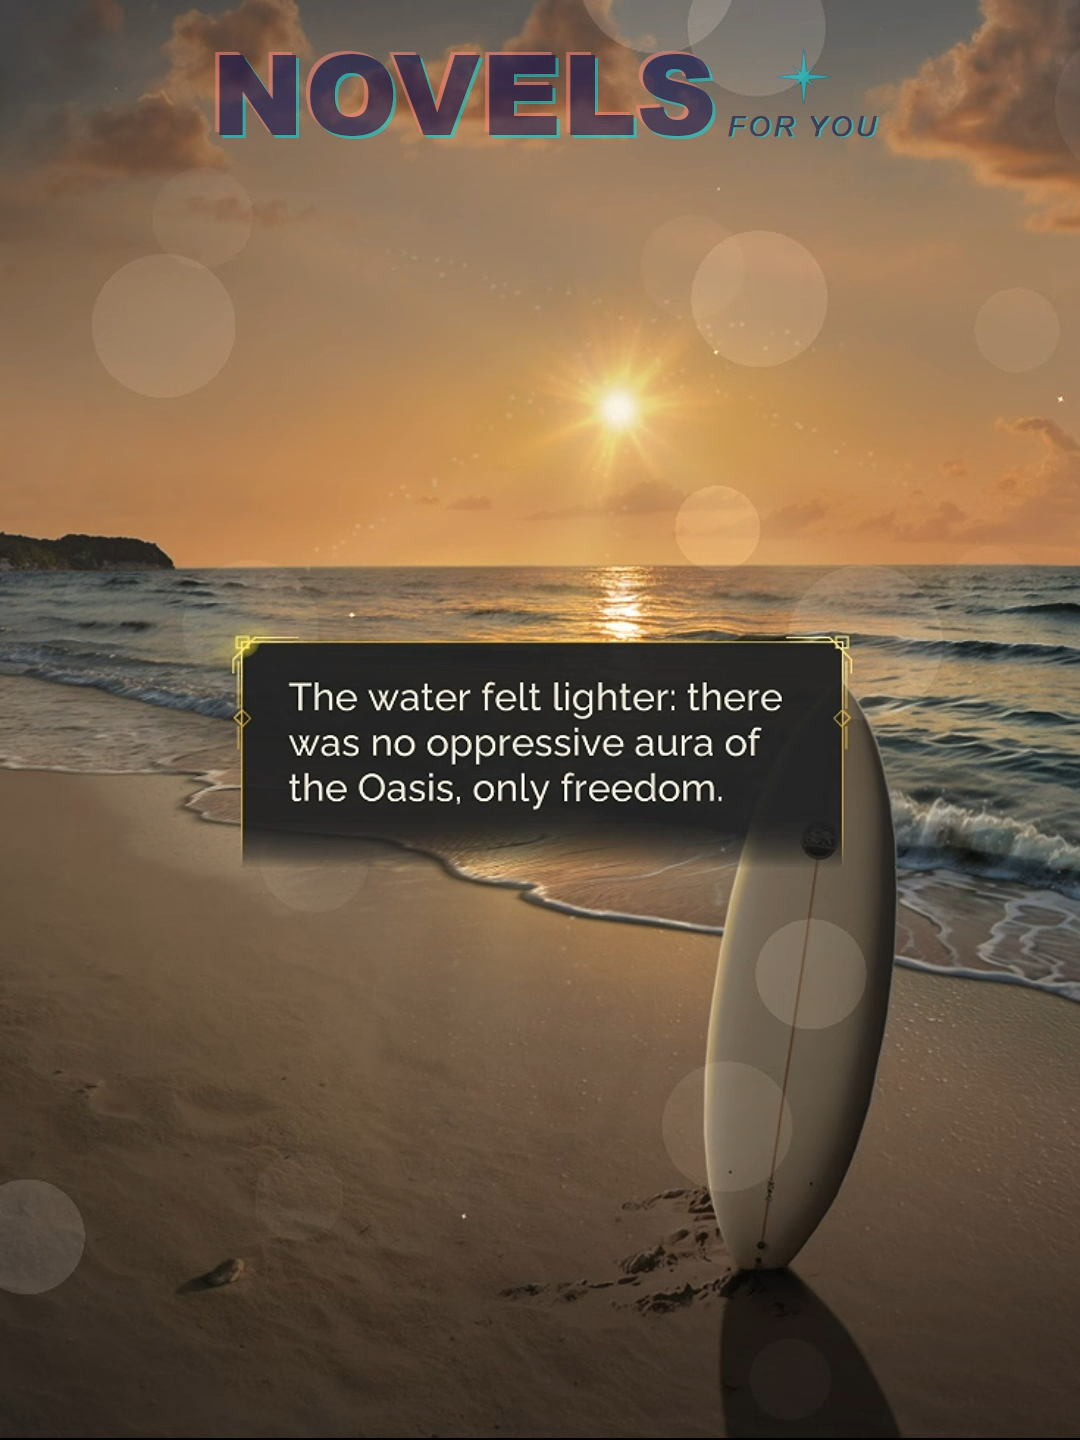 NOVELS
FOR YOU
The water felt lighter: there
was no oppressive aura of
the Oasis, only freedom.